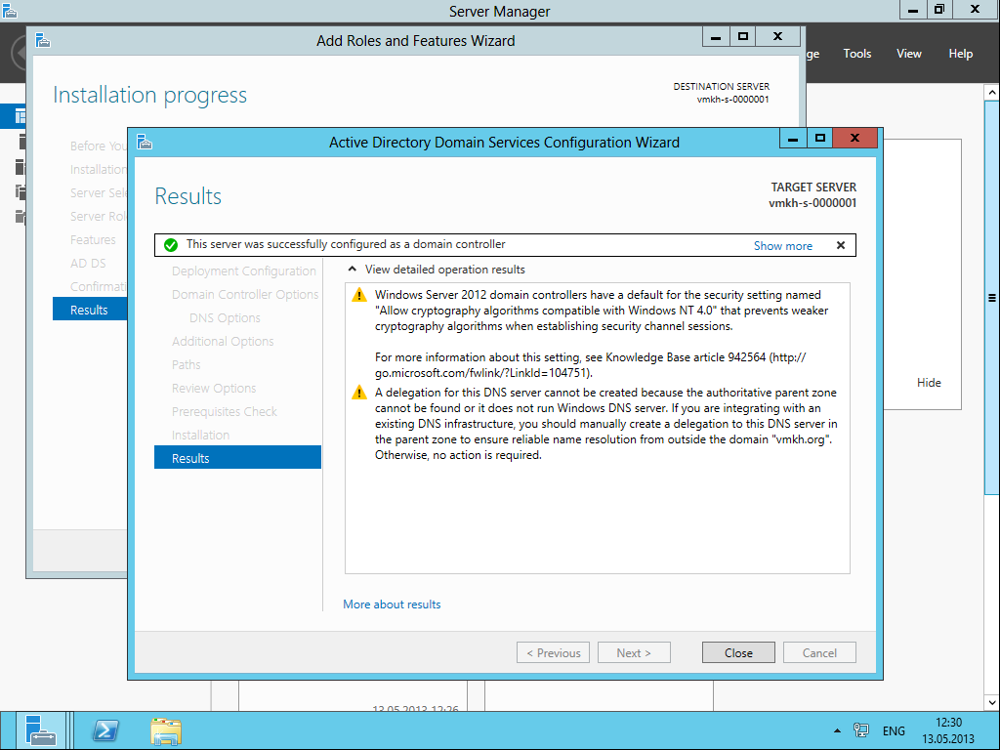 Server Manager
Add Roles and Features Wizard
Tools
View
Help
Installation progress
DESTINATION SERVER
vmkh-s-0000001
Before You
Installation
Server Sele
Server Rol
Features
AD DS
Confirmati
Results
Active Directory Domain Services Configuration Wizard
Results
TARGET SERVER
vmkh-s-0000001
This server was successfully configured as a domain controller
Show more
Deployment Configuration
Domain Controller Options
DNS Options
Additional Options
Paths
Review Options
Prerequisites Check
Installation
Results
View detailed operation results
Windows Server 2012 domain controllers have a default for the security setting named
"Allow cryptography algorithms compatible with Windows NT 4.0" that prevents weaker
cryptography algorithms when establishing security channel sessions.
For more information about this setting, see Knowledge Base article 942564 (http://
go.microsoft.com/fwlink/?LinkId=104751).
A delegation for this DNS server cannot be created because the authoritative parent zone
cannot be found or it does not run Windows DNS server. If you are integrating with an
existing DNS infrastructure, you should manually create a delegation to this DNS server in
the parent zone to ensure reliable name resolution from outside the domain "vmkh.org".
Otherwise, no action is required.
Hide
More about results
< Previous
Next >
Close
Cancel
13.05.2013 12:26
ENG
12:30
13.05.2013